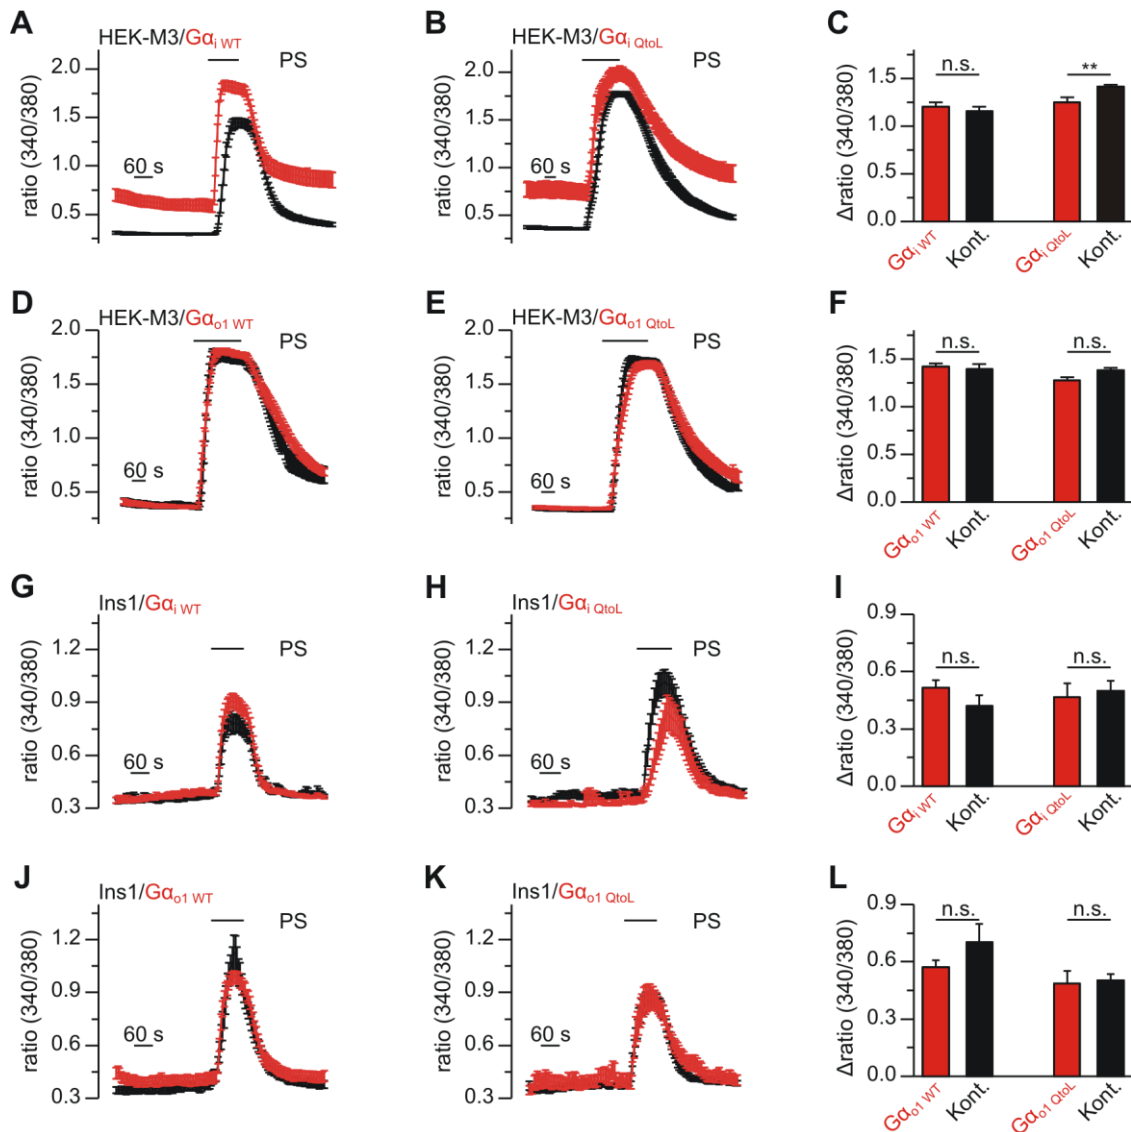 A
HEK-M3/Gαi WT
PS
ratio (340/380)
2.0
1.5
1.0
0.5
60 s
B
HEK-M3/Gαi QtoL
PS
ratio (340/380)
2.0
1.5
1.0
0.5
60 s
C
n.s.
**
Δratio (340/380)
1.5
1.0
0.0
Gαi WT
Kont.
Gαi QtoL
Kont.
D
HEK-M3/Gαo1 WT
PS
ratio (340/380)
2.0
1.5
1.0
0.5
60 s
E
HEK-M3/Gαo1 QtoL
PS
ratio (340/380)
2.0
1.5
1.0
0.5
60 s
F
n.s.
n.s.
Δratio (340/380)
1.5
1.0
0.5
0.0
Gαo1 WT
Kont.
Gαo1 QtoL
Kont.
G
Ins1/Gαi WT
PS
ratio (340/380)
1.2
0.9
0.6
0.3
60 s
H
Ins1/Gαi QtoL
PS
ratio (340/380)
1.2
0.9
0.6
0.3
60 s
I
n.s.
n.s.
Δratio (340/380)
0.9
0.6
0.3
0.0
Gαi WT
Kont.
Gαi QtoL
Kont.
J
Ins1/Gαo1 WT
PS
ratio (340/380)
1.2
0.9
0.6
0.3
60 s
K
Ins1/Gαo1 QtoL
PS
ratio (340/380)
1.2
0.9
0.6
0.3
60 s
L
n.s.
n.s.
Δratio (340/380)
0.9
0.6
0.3
0.0
Gαo1 WT
Kont.
Gαo1 QtoL
Kont.